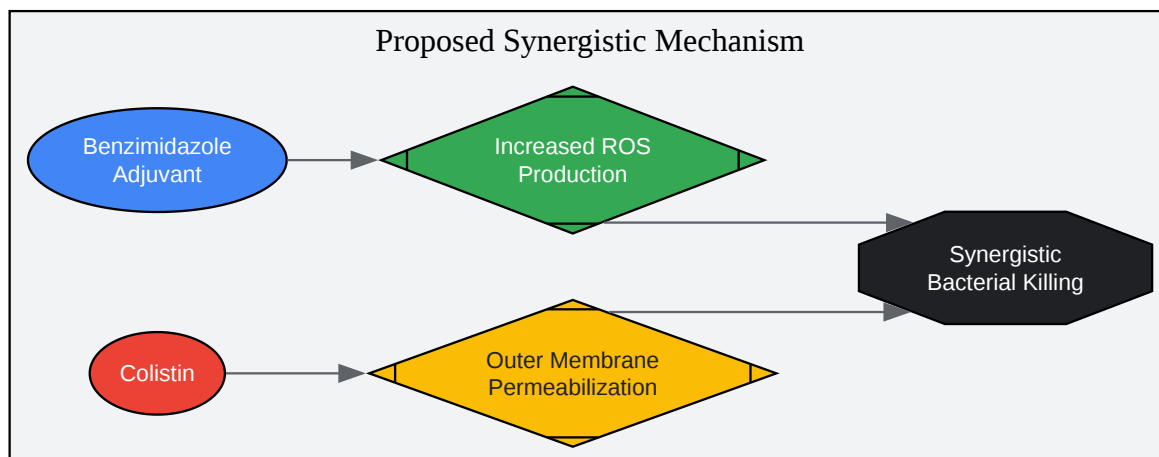 Proposed Synergistic Mechanism
Benzimidazole
Adjuvant
Increased ROS
Production
Synergistic
Bacterial Killing
Colistin
Outer Membrane
Permeabilization